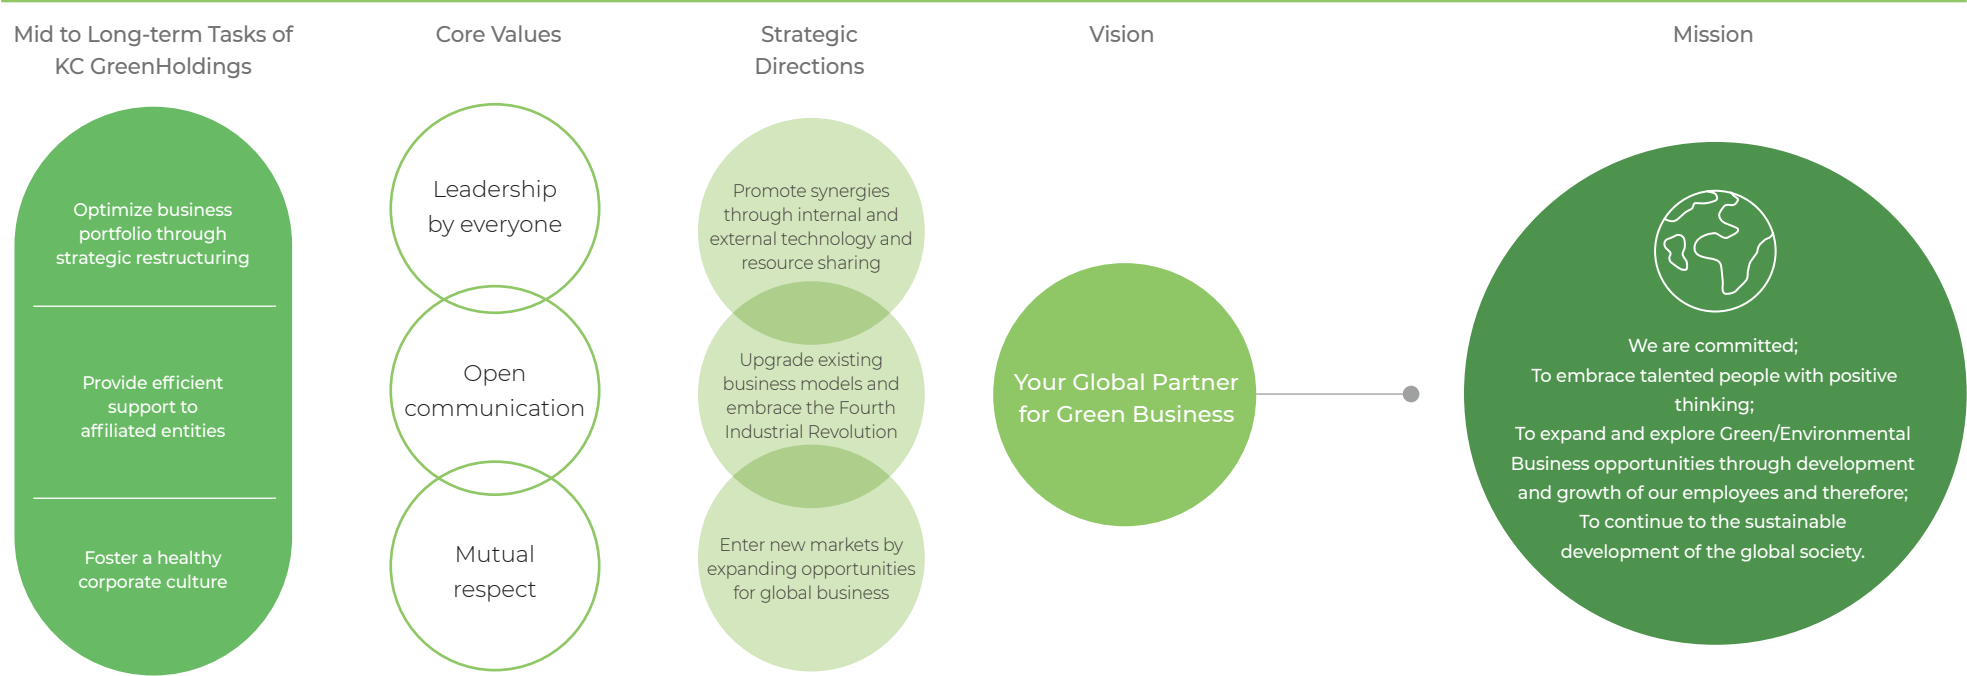 Mid to Long-term Tasks of
KC GreenHoldings
Core Values
Strategic
Directions
Vision
Mission
Optimize business
portfolio through
strategic restructuring
Provide efficient
support to
affiliated entities
Foster a healthy
corporate culture
Leadership
by everyone
Open
communication
Mutual
respect
Promote synergies
through internal and
external technology and
resource sharing
Upgrade existing
business models and
embrace the Fourth
Industrial Revolution
Enter new markets by
expanding opportunities
for global business
Your Global Partner
for Green Business
We are committed;
To embrace talented people with positive
thinking;
To expand and explore Green/Environmental
Business opportunities through development
and growth of our employees and therefore;
To continue to the sustainable
development of the global society.